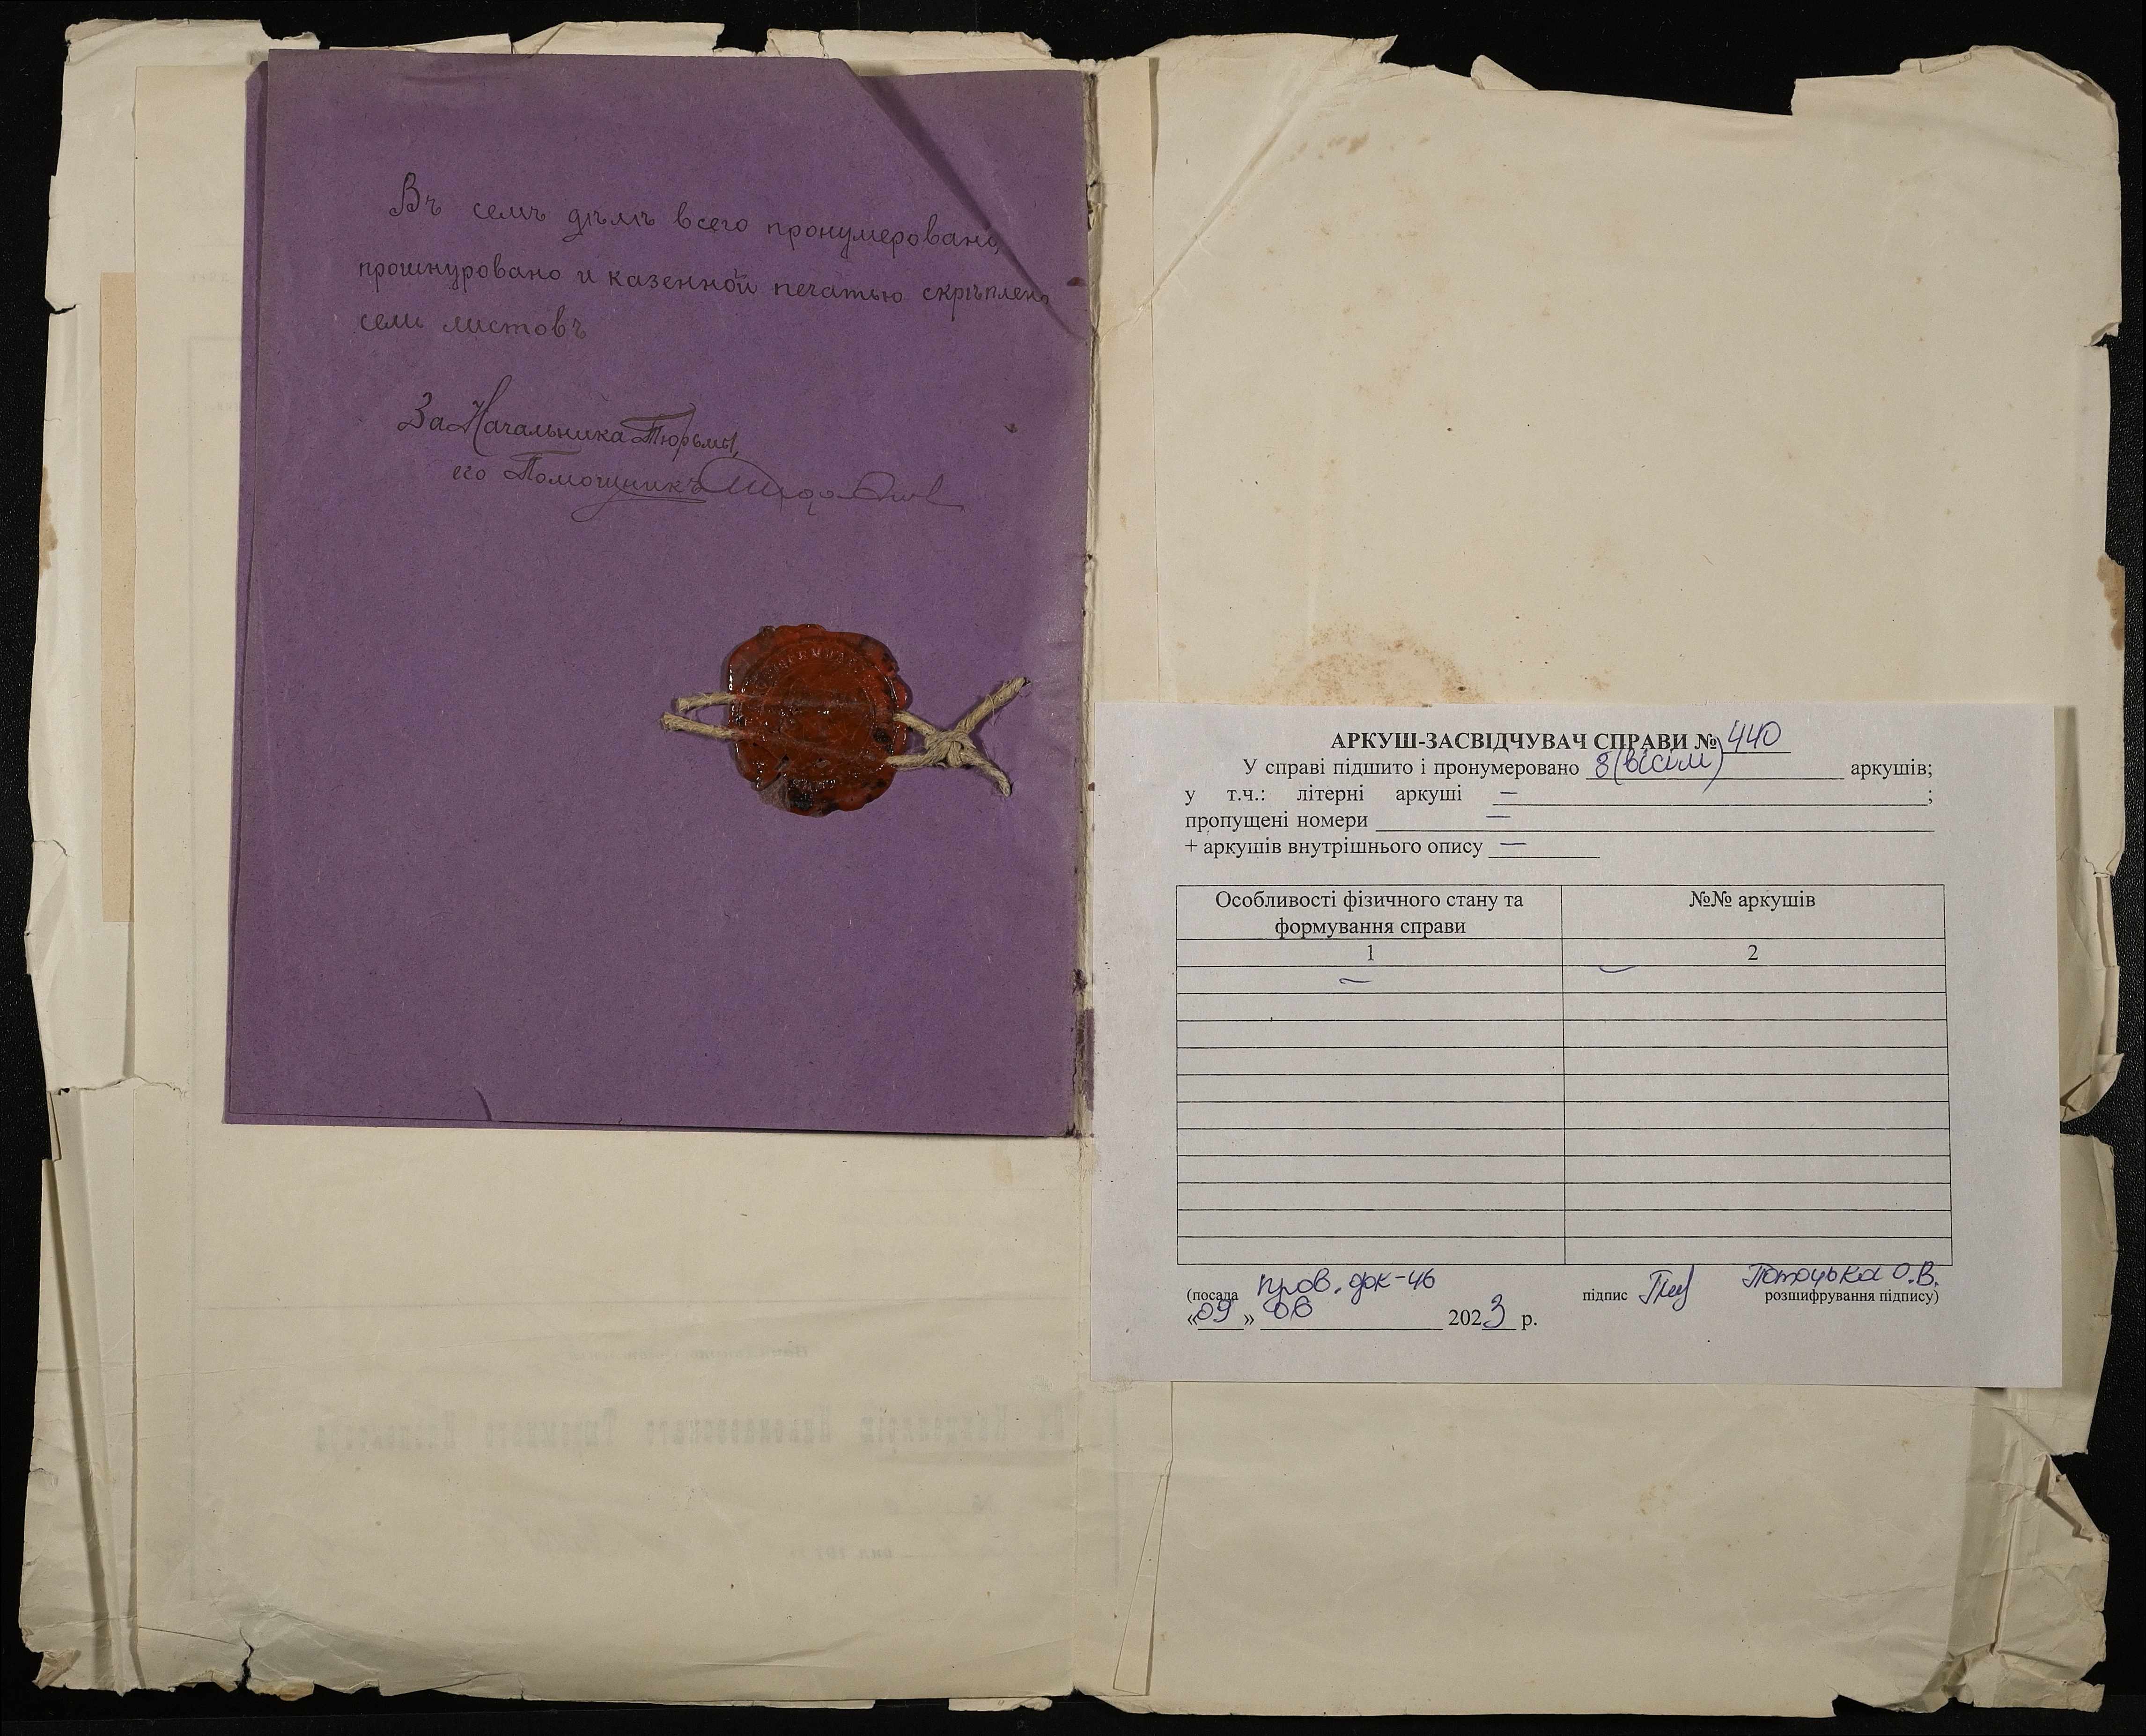 Въ семъ дѣлѣ всего пронумеровано,
прошнуровано и казенной печатью скрѣплено
семь листовъ
За Начальника Тюрьмы,
его Помощникъ
АРКУШ-ЗАСВІДЧУВАЧ СПРАВИ № 440
У справі підшито і пронумеровано 8 (вісім) аркушів;
у т.ч.: літерні аркуші — ;
пропущені номери —
+ аркушів внутрішнього опису —
Особливості фізичного стану та формування справи
№№ аркушів
1 2
— —
(посада пров. док-46 підпис Потоцька О.В. розшифрування підпису)
«09» 06 2023 р.